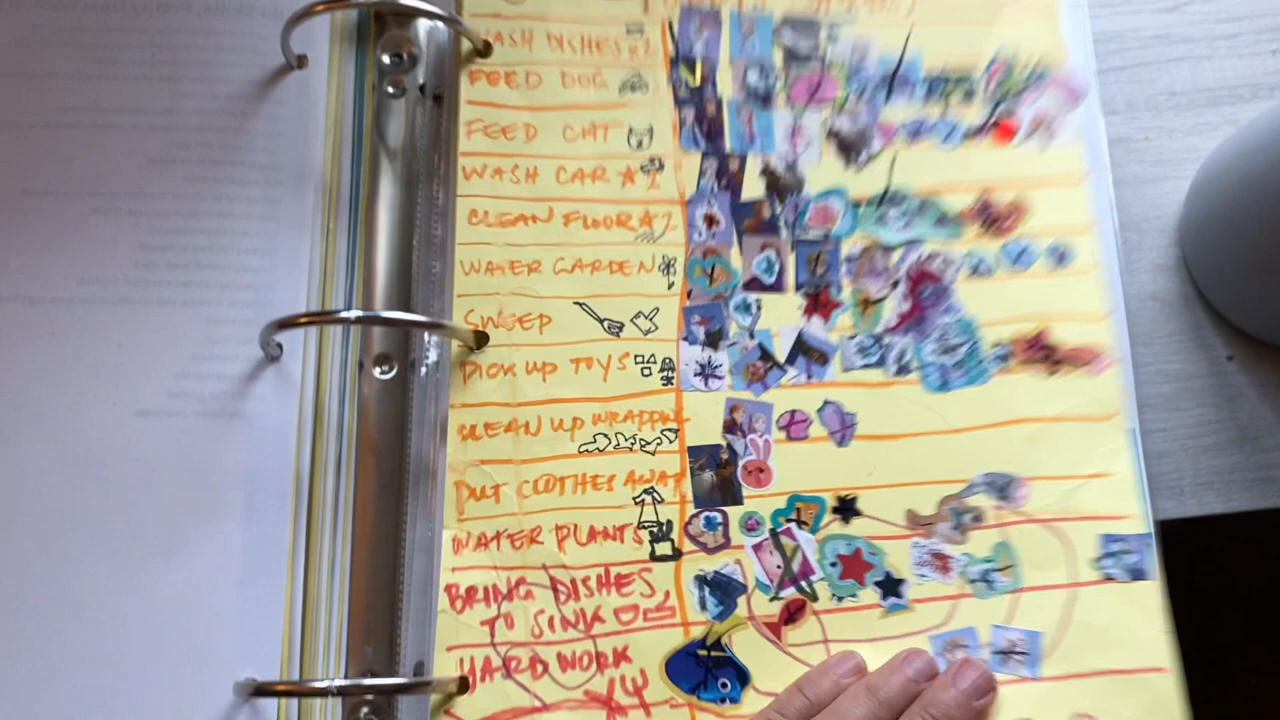 WASH DISHES
FEED DOG
FEED CAT
WASH CAR
CLEAN FLOOR
WATER GARDEN
SWEEP
PICK UP TOYS
CLEAN UP WRAPPING
PUT CLOTHES AWAY
WATER PLANTS
BRING DISHES
TO SINK
YARD WORK